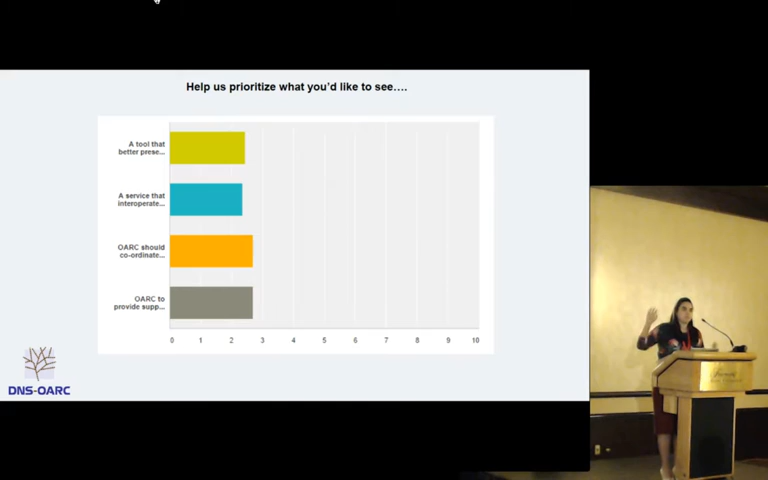 Help us prioritize what you'd like to see....
A tool that
better prese...
A service that
interoperate...
OARC should
co-ordinate...
OARC to
provide supp...
0 1 2 3 4 5 6 7 8 9 10
DNS-OARC